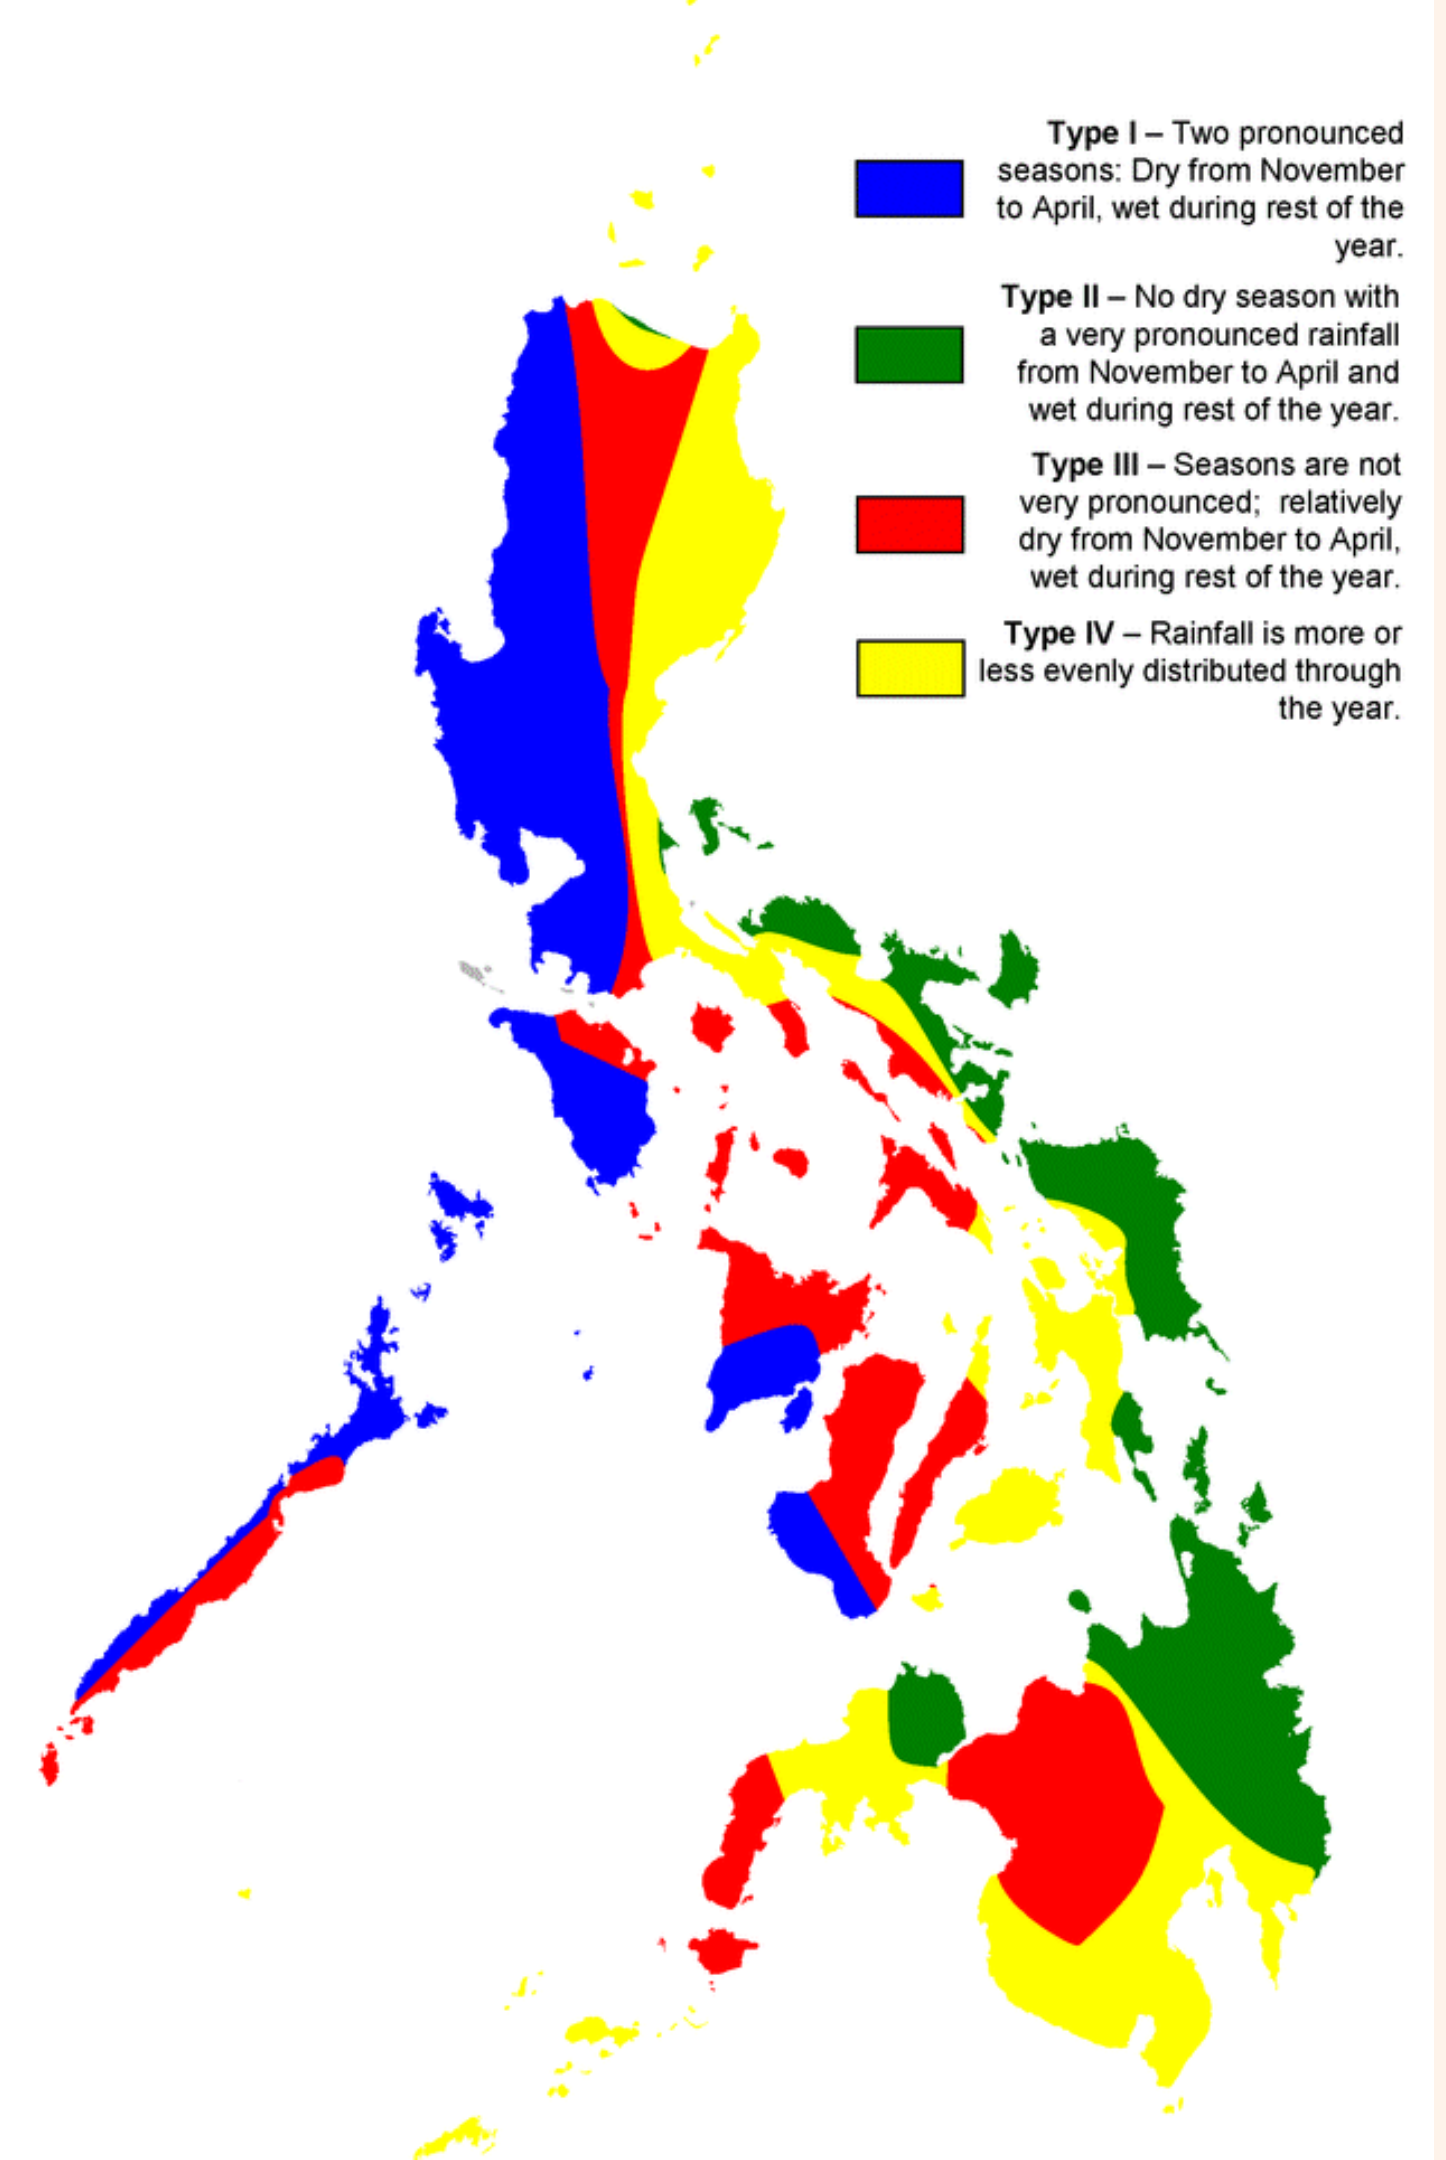 Type I – Two pronounced
seasons: Dry from November
to April, wet during rest of the
year.
Type II – No dry season with
a very pronounced rainfall
from November to April and
wet during rest of the year.
Type III – Seasons are not
very pronounced;  relatively
dry from November to April,
wet during rest of the year.
Type IV – Rainfall is more or
less evenly distributed through
the year.